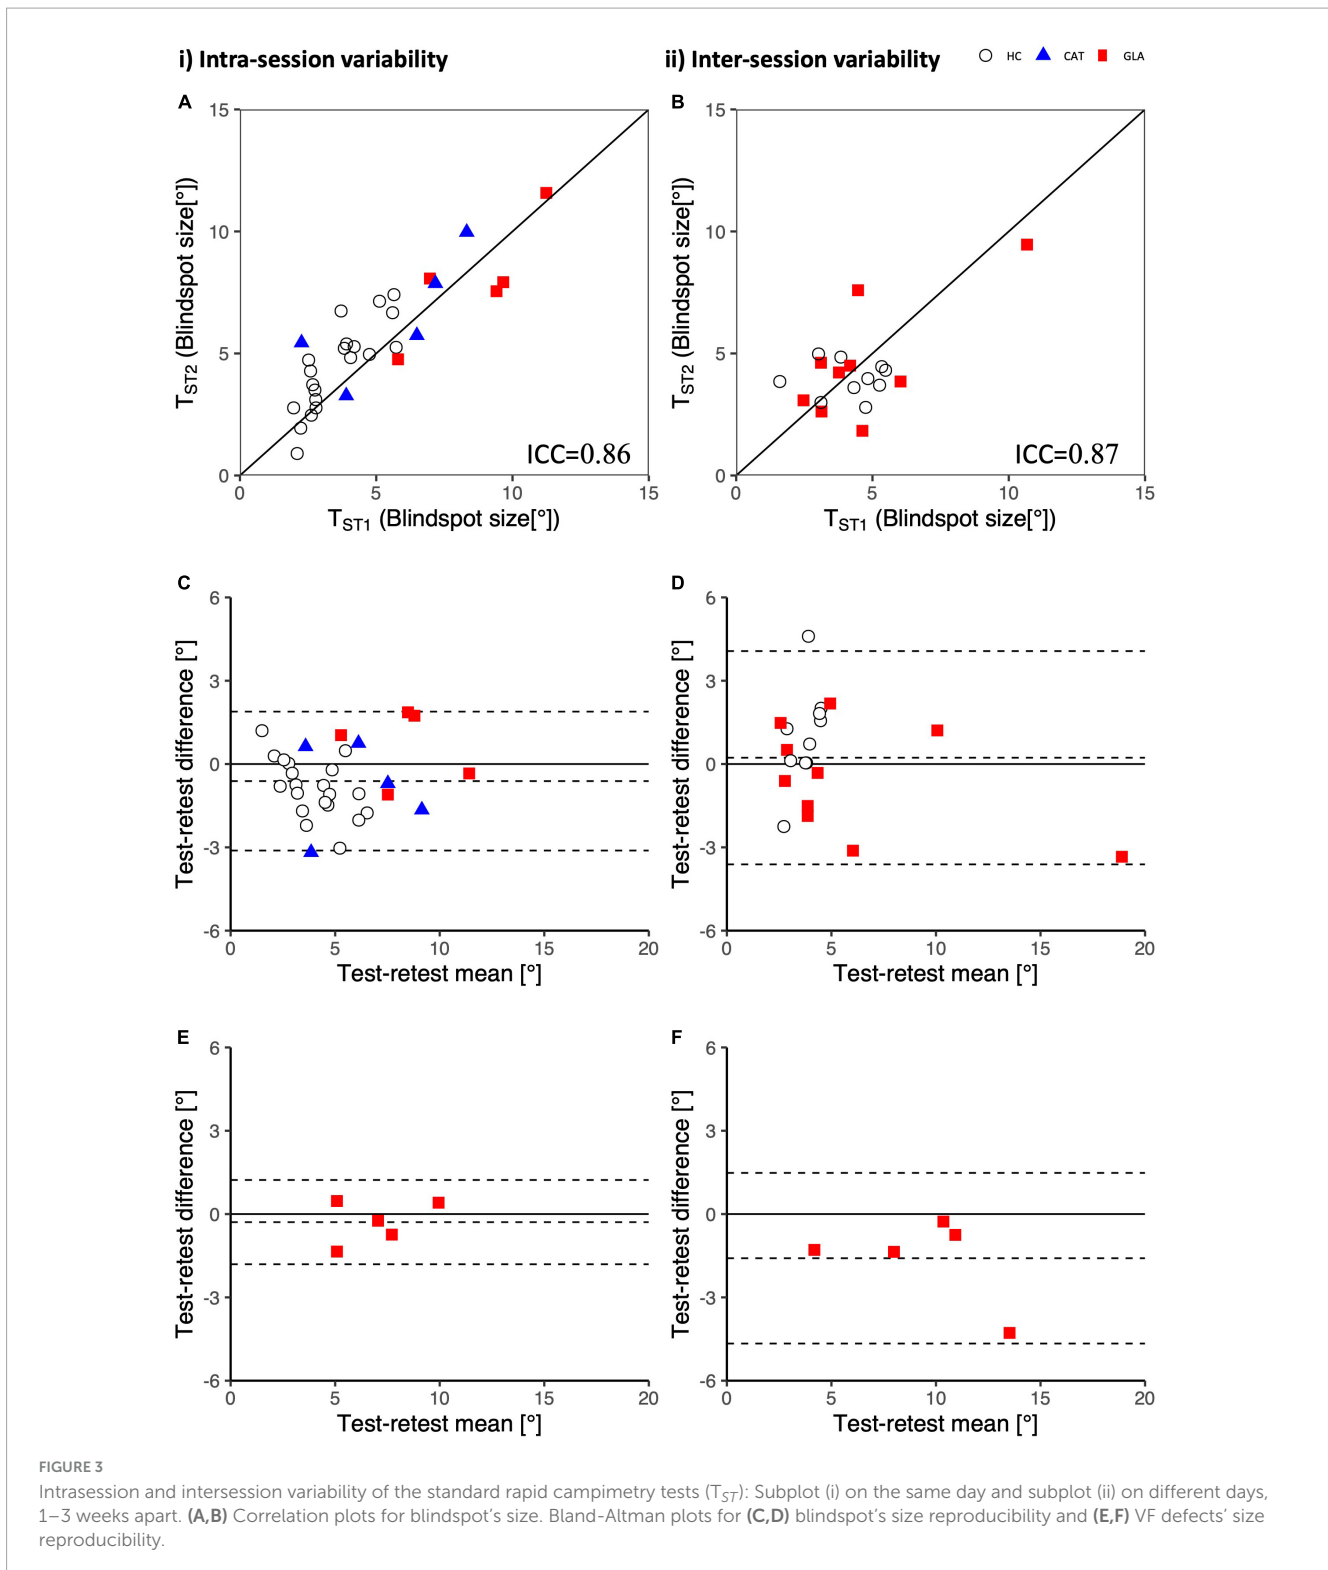 i) Intra-session variability
ii) Inter-session variability
HC
CAT
GLA
A
15
10
5
0
0
5
10
15
T_ST2 (Blindspot size[°])
T_ST1 (Blindspot size[°])
ICC=0.86
B
15
10
5
0
0
5
10
15
T_ST2 (Blindspot size[°])
T_ST1 (Blindspot size[°])
ICC=0.87
C
6
3
0
-3
-6
0
5
10
15
20
Test-retest difference [°]
Test-retest mean [°]
D
6
3
0
-3
-6
0
5
10
15
20
Test-retest difference [°]
Test-retest mean [°]
E
6
3
0
-3
-6
0
5
10
15
20
Test-retest difference [°]
Test-retest mean [°]
F
6
3
0
-3
-6
0
5
10
15
20
Test-retest difference [°]
Test-retest mean [°]
FIGURE 3
Intrasession and intersession variability of the standard rapid campimetry tests (T_ST): Subplot (i) on the same day and subplot (ii) on different days,
1–3 weeks apart. (A,B) Correlation plots for blindspot's size. Bland-Altman plots for (C,D) blindspot's size reproducibility and (E,F) VF defects' size
reproducibility.